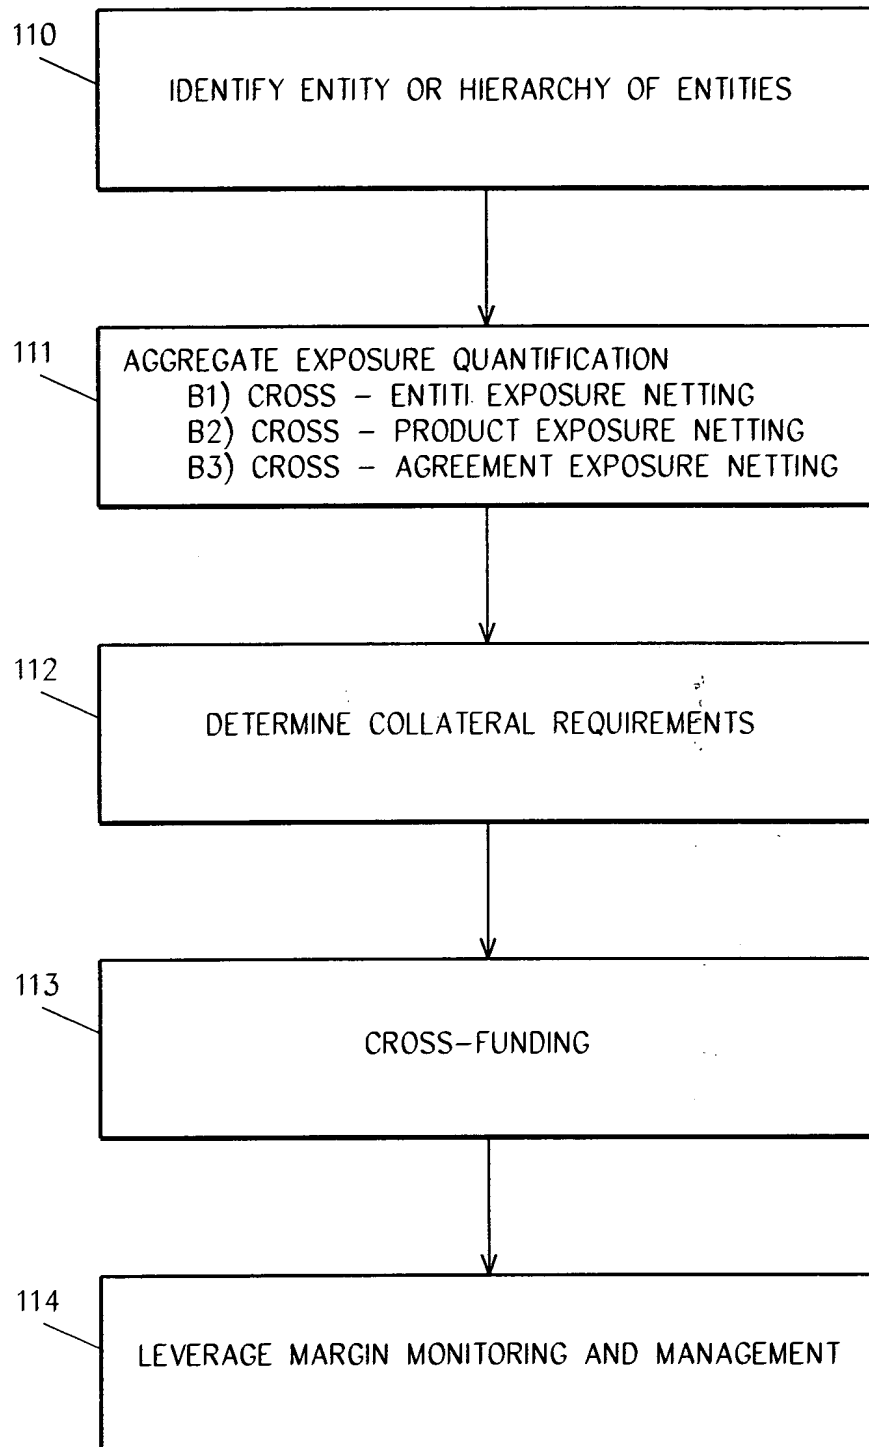 110
IDENTIFY ENTITY OR HIERARCHY OF ENTITIES
111
AGGREGATE EXPOSURE QUANTIFICATION
B1) CROSS – ENTITI EXPOSURE NETTING
B2) CROSS – PRODUCT EXPOSURE NETTING
B3) CROSS – AGREEMENT EXPOSURE NETTING
112
DETERMINE COLLATERAL REQUIREMENTS
113
CROSS–FUNDING
114
LEVERAGE MARGIN MONITORING AND MANAGEMENT